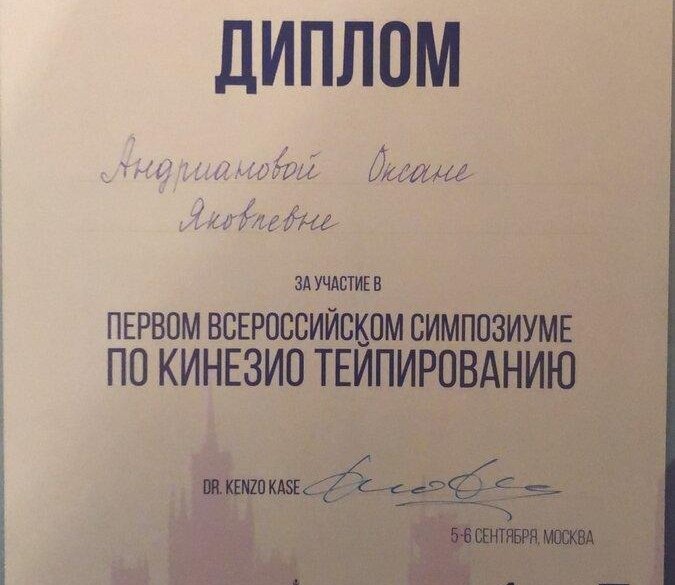 ДИПЛОМ
Андриановой Оксане
Яковлевне
ЗА УЧАСТИЕ В
ПЕРВОМ ВСЕРОССИЙСКОМ СИМПОЗИУМЕ
ПО КИНЕЗИО ТЕЙПИРОВАНИЮ
DR. KENZO KASE
5-6 СЕНТЯБРЯ, МОСКВА